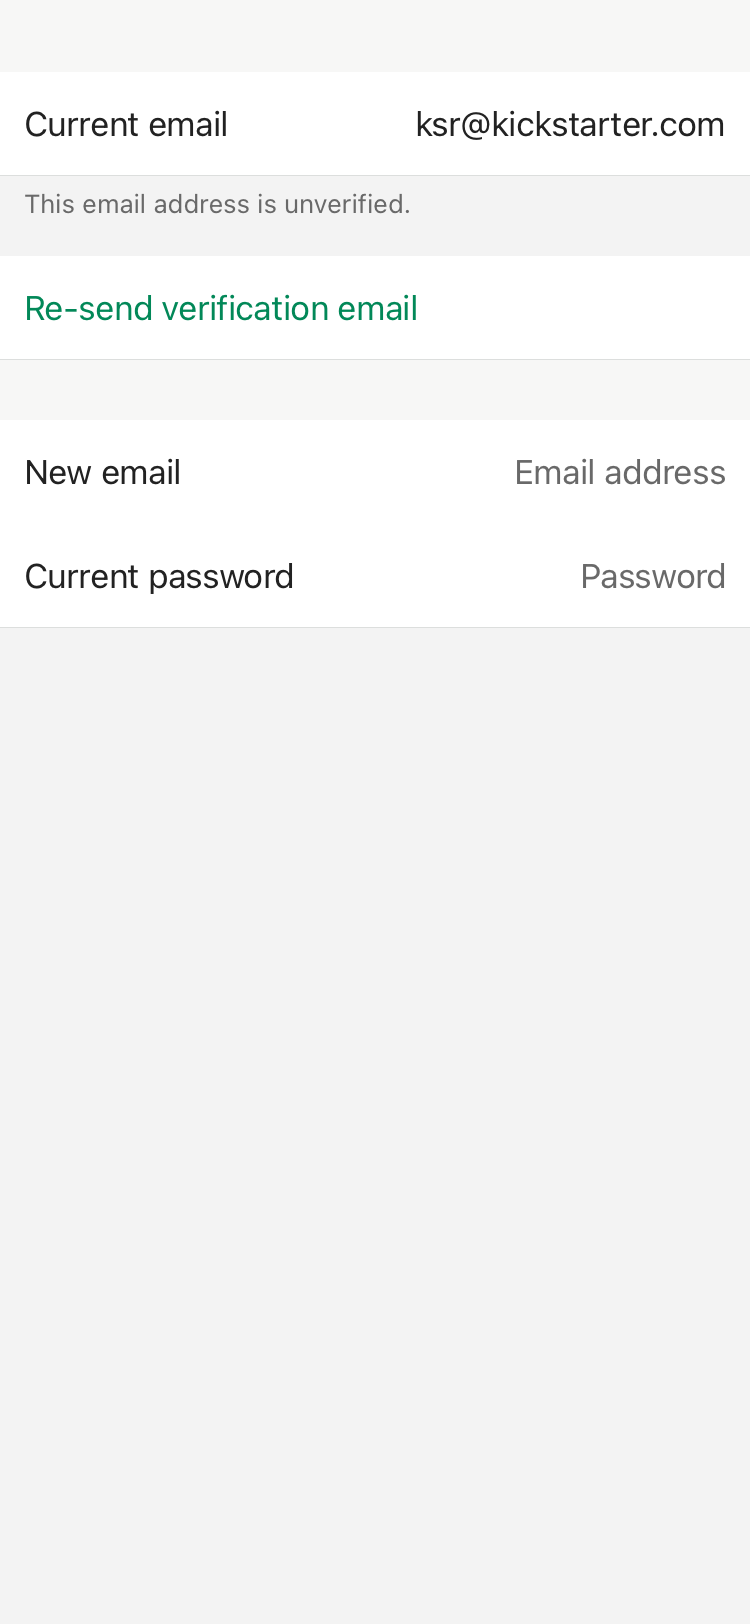 Current email ksr@kickstarter.com
This email address is unverified.
Re-send verification email
New email Email address
Current password Password